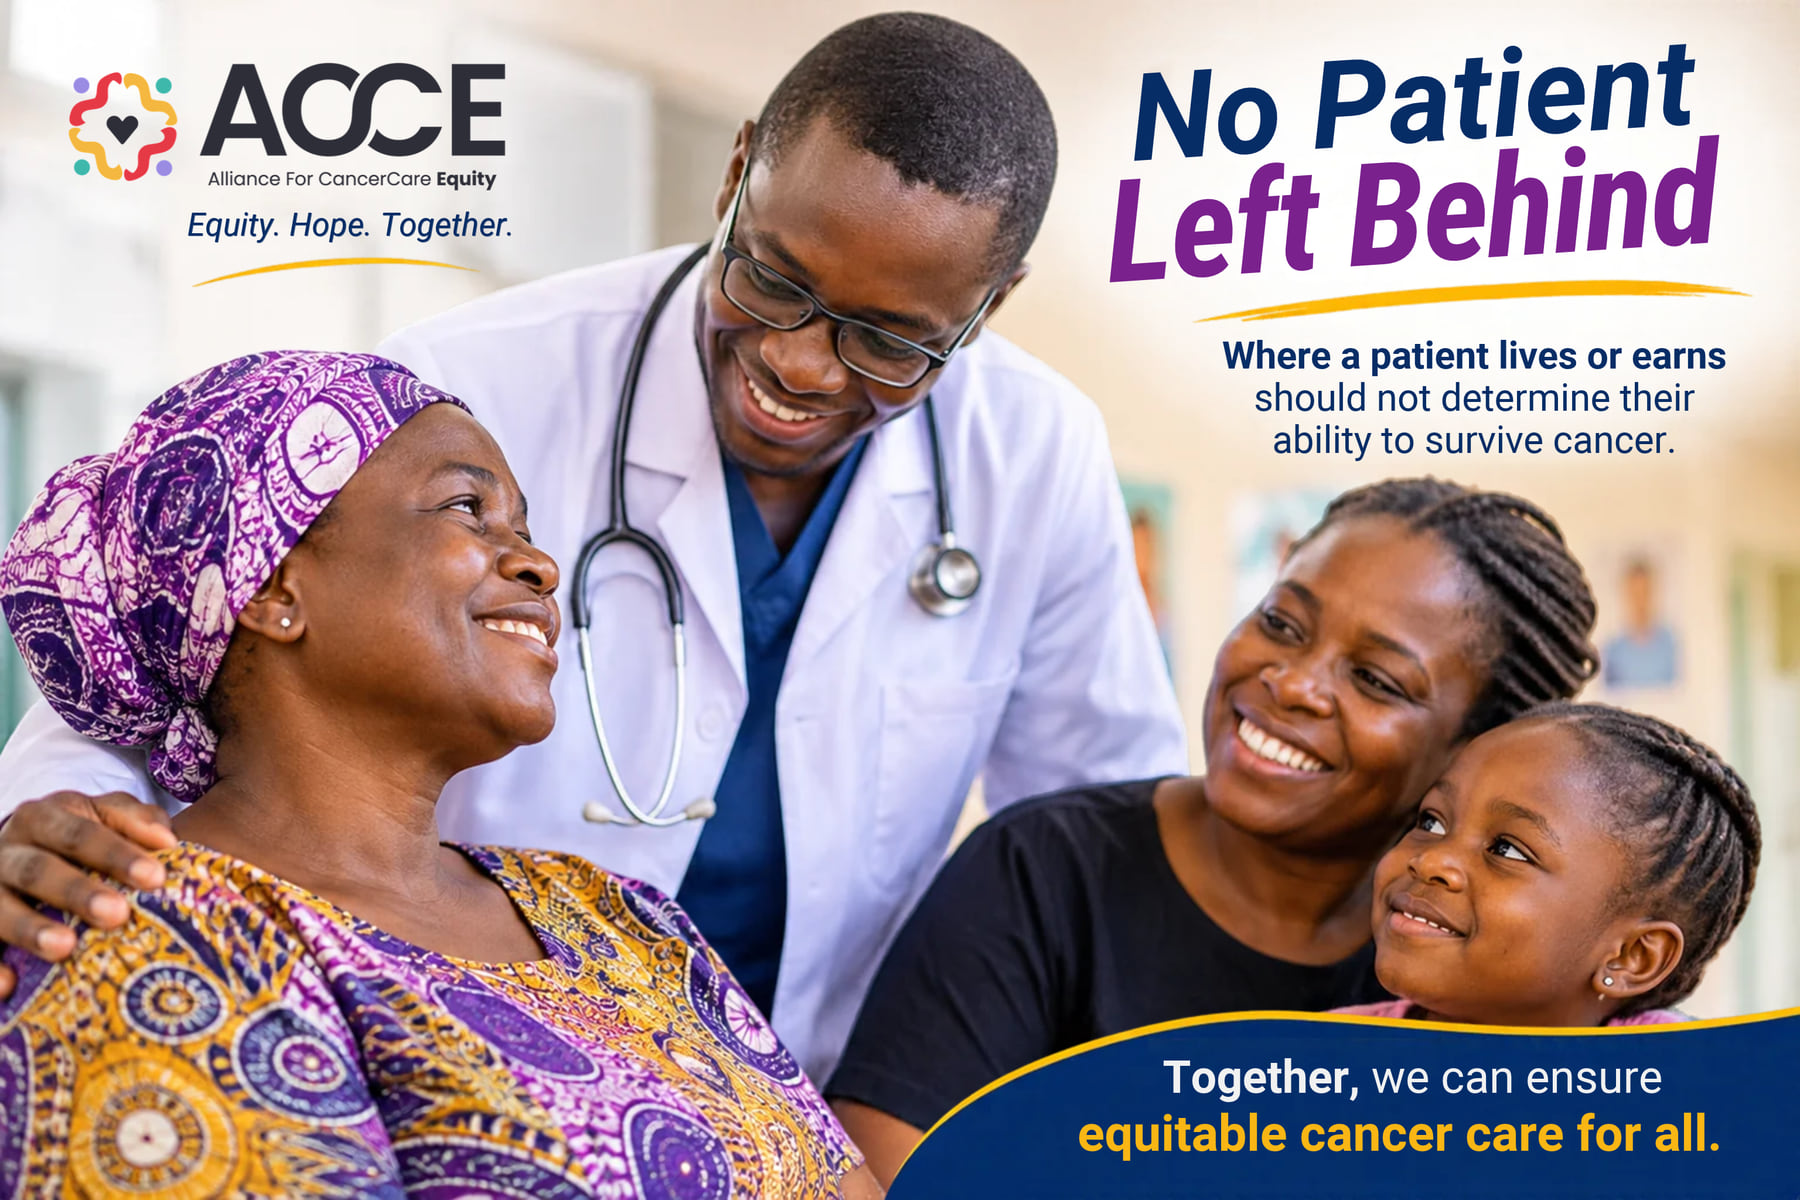 ACCE
Alliance For CancerCare Equity
Equity. Hope. Together.
No Patient
Left Behind
Where a patient lives or earns
should not determine their
ability to survive cancer.
Together, we can ensure
equitable cancer care for all.